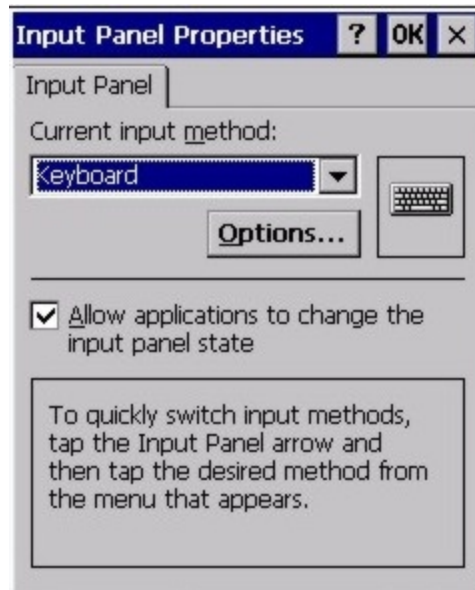 Input Panel Properties ? OK ×
Input Panel
Current input method:
Keyboard
Options...
Allow applications to change the
input panel state
To quickly switch input methods,
tap the Input Panel arrow and
then tap the desired method from
the menu that appears.